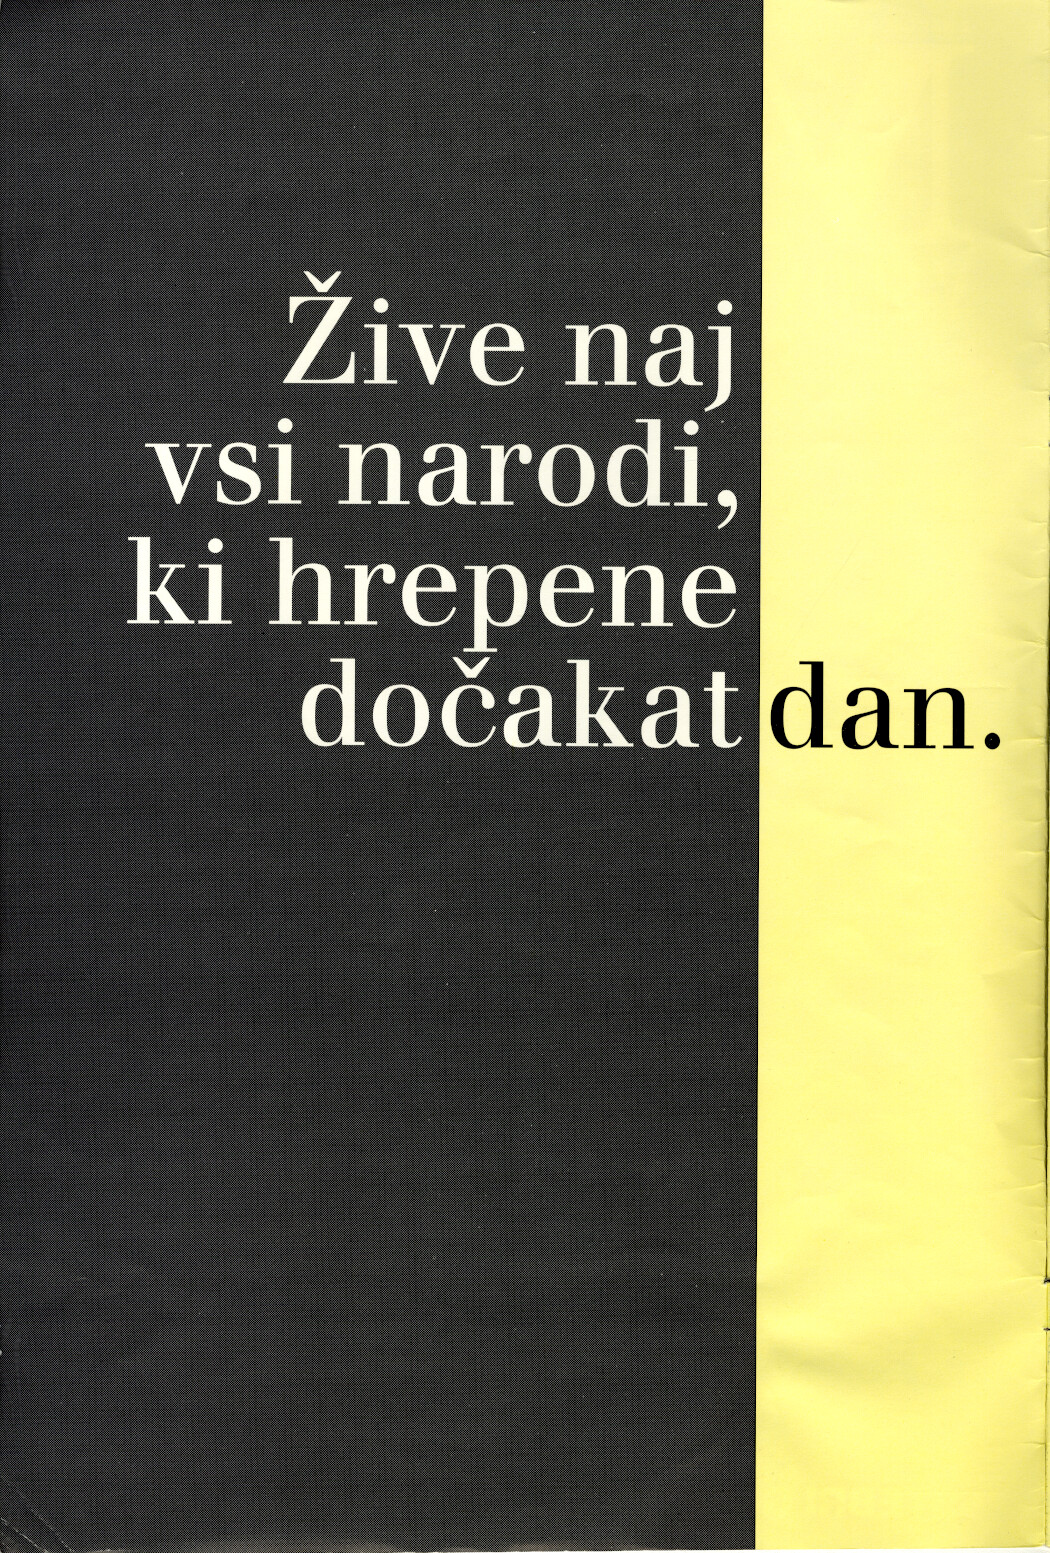 Žive naj
vsi narodi,
ki hrepene
dočakat dan.